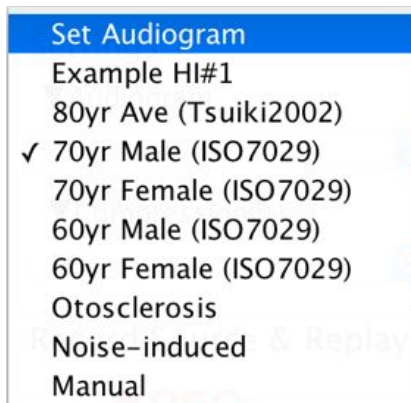 Set Audiogram
Example HI#1
80yr Ave (Tsuiki2002)
✓ 70yr Male (ISO7029)
70yr Female (ISO7029)
60yr Male (ISO7029)
60yr Female (ISO7029)
Otosclerosis
Noise-induced
Manual